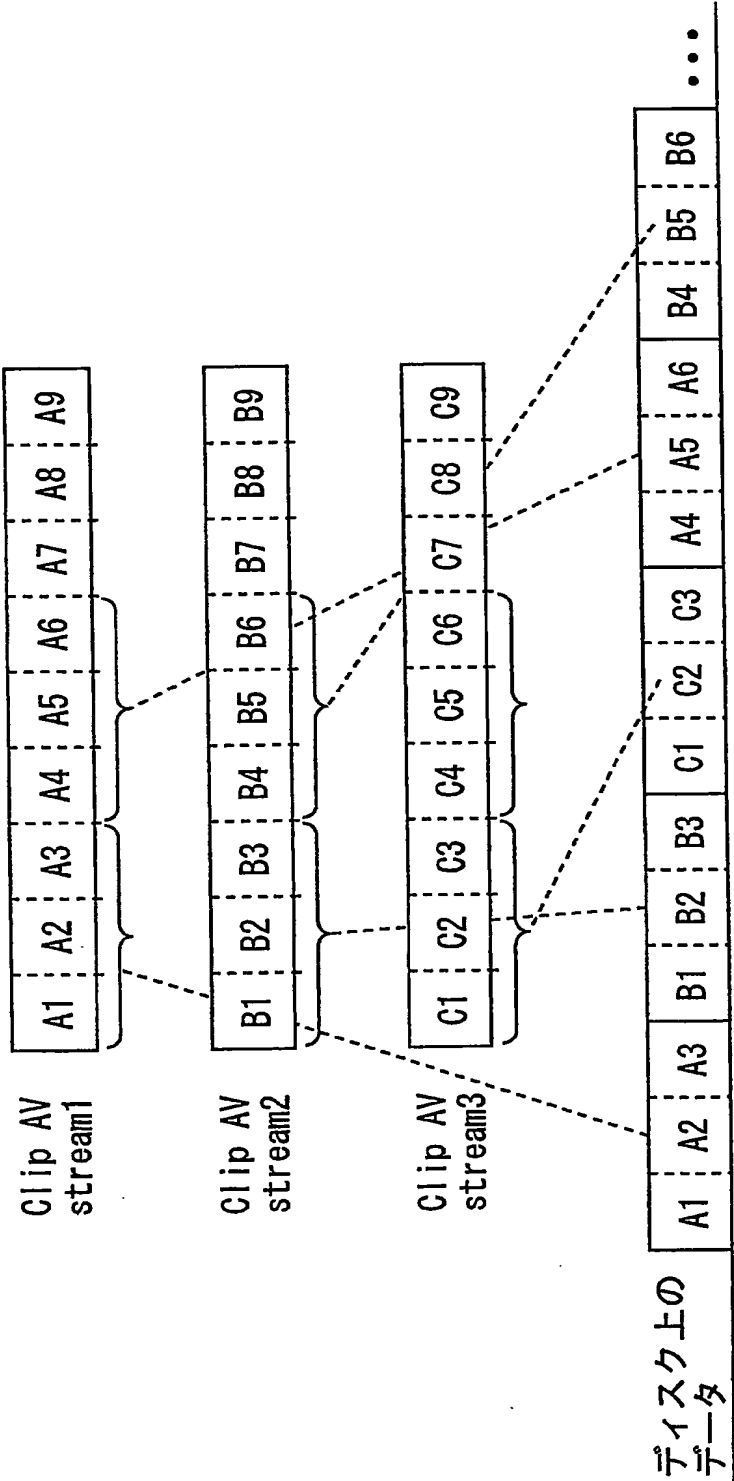 Clip AV
stream1
A1 A2 A3 A4 A5 A6 A7 A8 A9
Clip AV
stream2
B1 B2 B3 B4 B5 B6 B7 B8 B9
Clip AV
stream3
C1 C2 C3 C4 C5 C6 C7 C8 C9
ディスク上の
データ
A1 A2 A3 B1 B2 B3 C1 C2 C3 A4 A5 A6 B4 B5 B6 •••